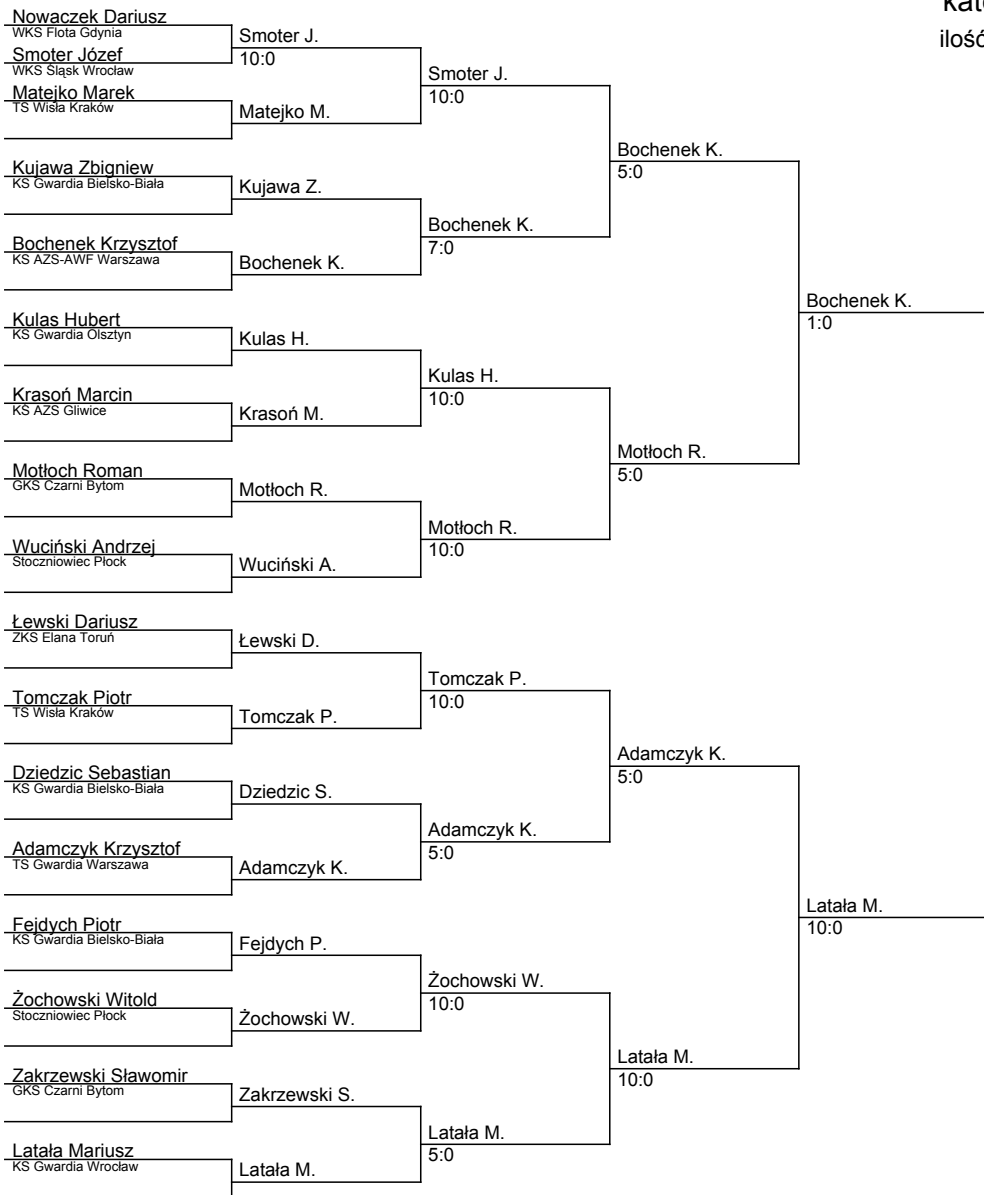 kat
ilość
Nowaczek Dariusz
WKS Flota Gdynia
Smoter Józef
WKS Śląsk Wrocław
Matejko Marek
TS Wisła Kraków
Kujawa Zbigniew
KS Gwardia Bielsko-Biała
Bochenek Krzysztof
KS AZS-AWF Warszawa
Kulas Hubert
KS Gwardia Olsztyn
Krasoń Marcin
KS AZS Gliwice
Motłoch Roman
GKS Czarni Bytom
Wuciński Andrzej
Stoczniowiec Płock
Łewski Dariusz
ZKS Elana Toruń
Tomczak Piotr
TS Wisła Kraków
Dziedzic Sebastian
KS Gwardia Bielsko-Biała
Adamczyk Krzysztof
TS Gwardia Warszawa
Fejdych Piotr
KS Gwardia Bielsko-Biała
Żochowski Witold
Stoczniowiec Płock
Zakrzewski Sławomir
GKS Czarni Bytom
Latała Mariusz
KS Gwardia Wrocław
Smoter J.
10:0
Matejko M.
Kujawa Z.
Bochenek K.
Kulas H.
Krasoń M.
Motłoch R.
Wuciński A.
Łewski D.
Tomczak P.
Dziedzic S.
Adamczyk K.
Fejdych P.
Żochowski W.
Zakrzewski S.
Latała M.
Smoter J.
10:0
Bochenek K.
7:0
Kulas H.
10:0
Motłoch R.
10:0
Tomczak P.
10:0
Adamczyk K.
5:0
Żochowski W.
10:0
Latała M.
5:0
Bochenek K.
5:0
Motłoch R.
5:0
Adamczyk K.
5:0
Latała M.
10:0
Bochenek K.
1:0
Latała M.
10:0